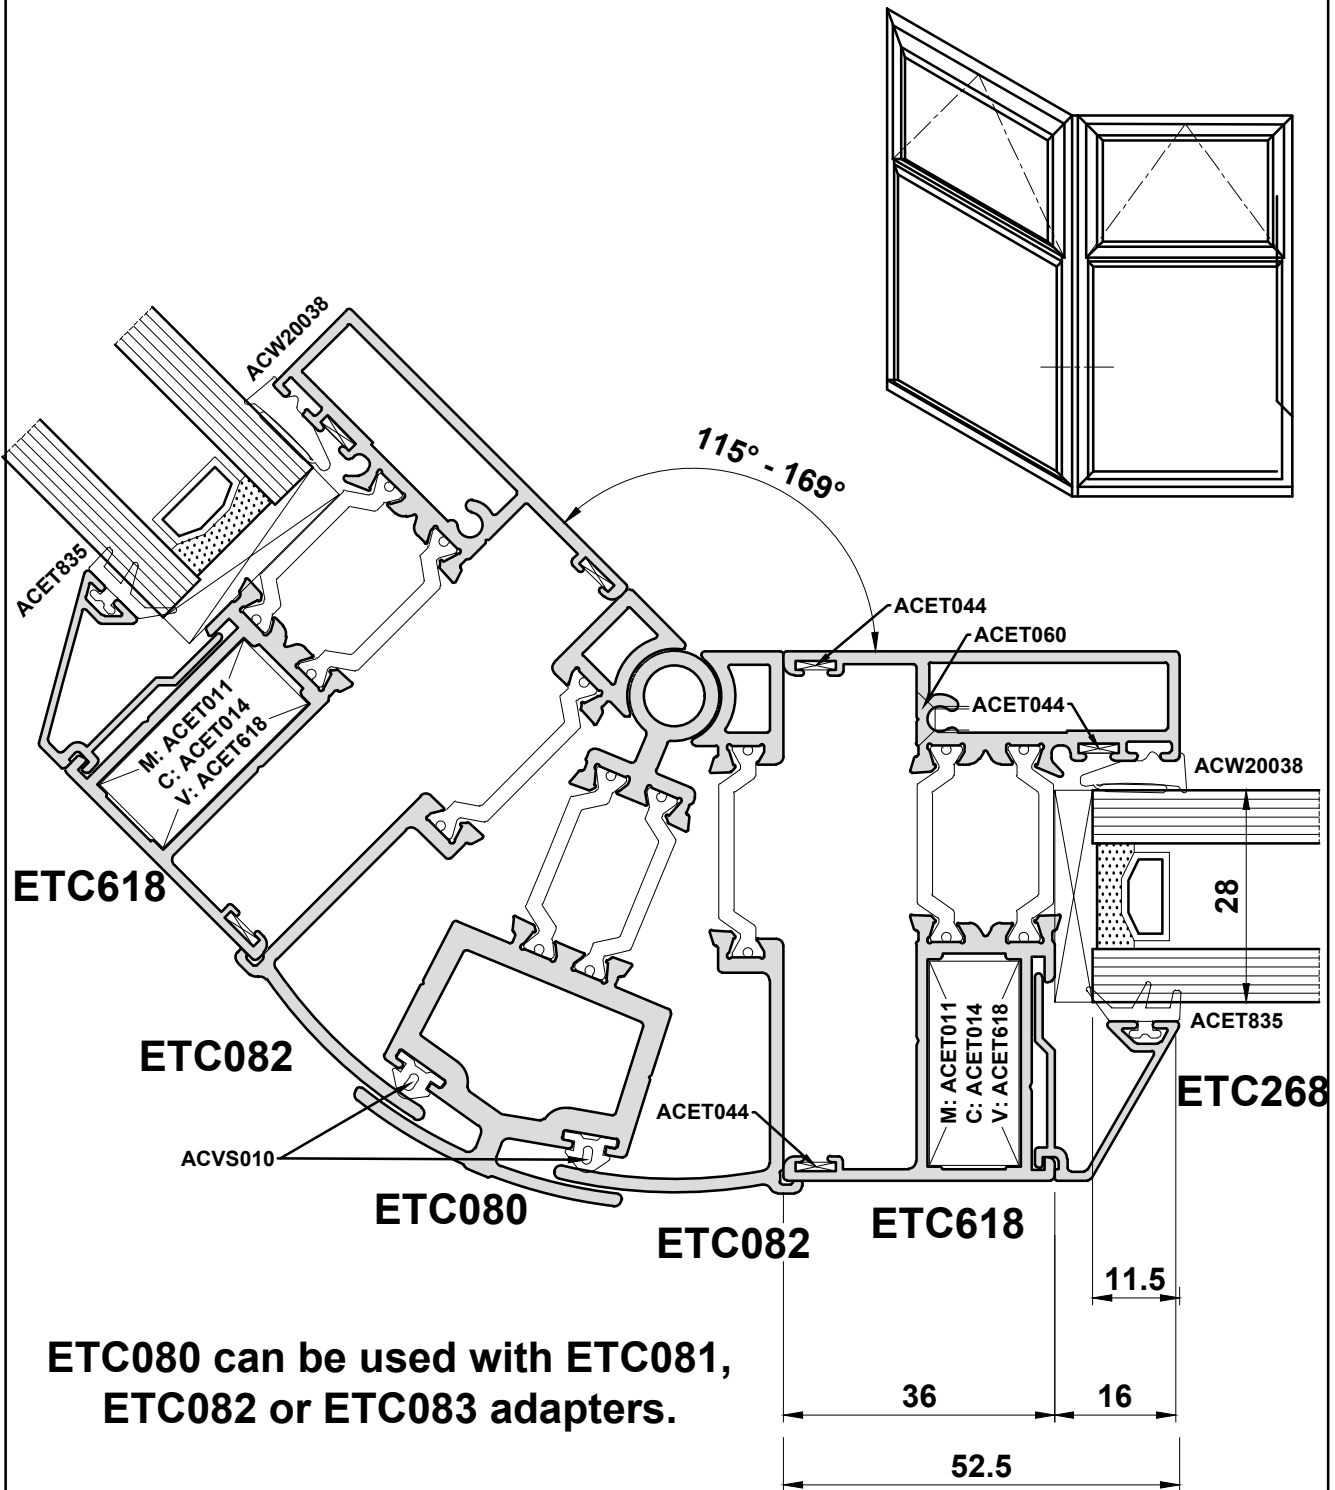 ACW20038
115° - 169°
ACET835
ACET044
ACET060
ACET044
M: ACET011
C: ACET014
V: ACET618
ACW20038
ETC618
28
M: ACET011
C: ACET014
V: ACET618
ACET835
ETC082
ETC268
ACET044
ACVS010
ETC080
ETC618
ETC082
11.5
ETC080 can be used with ETC081,
ETC082 or ETC083 adapters.
36
16
52.5